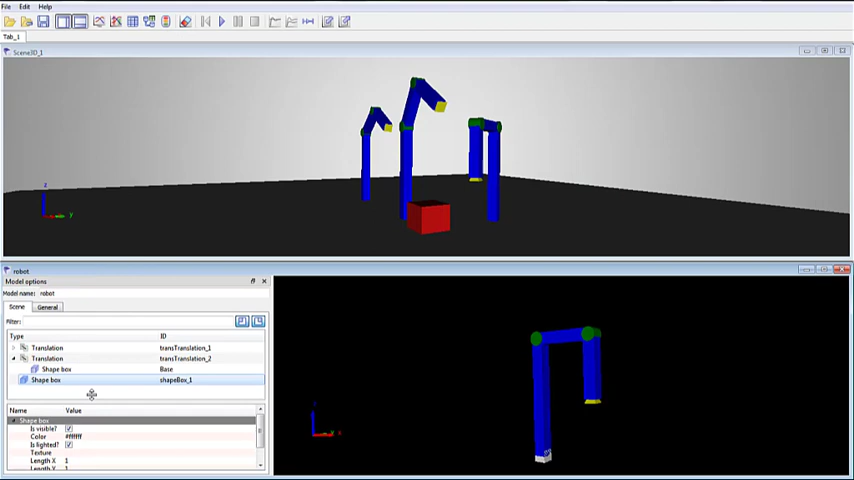 File Edit Help
Tab_1
Scene3D_1
z
y
robot
Model options
Model name: robot
Scene General
Filter:
Type ID
Translation transTranslation_1
Translation transTranslation_2
Shape box Base
Shape box shapeBox_1
Name Value
Shape box
Is visible?
Color #ffffff
Is lighted?
Texture
Length X 1